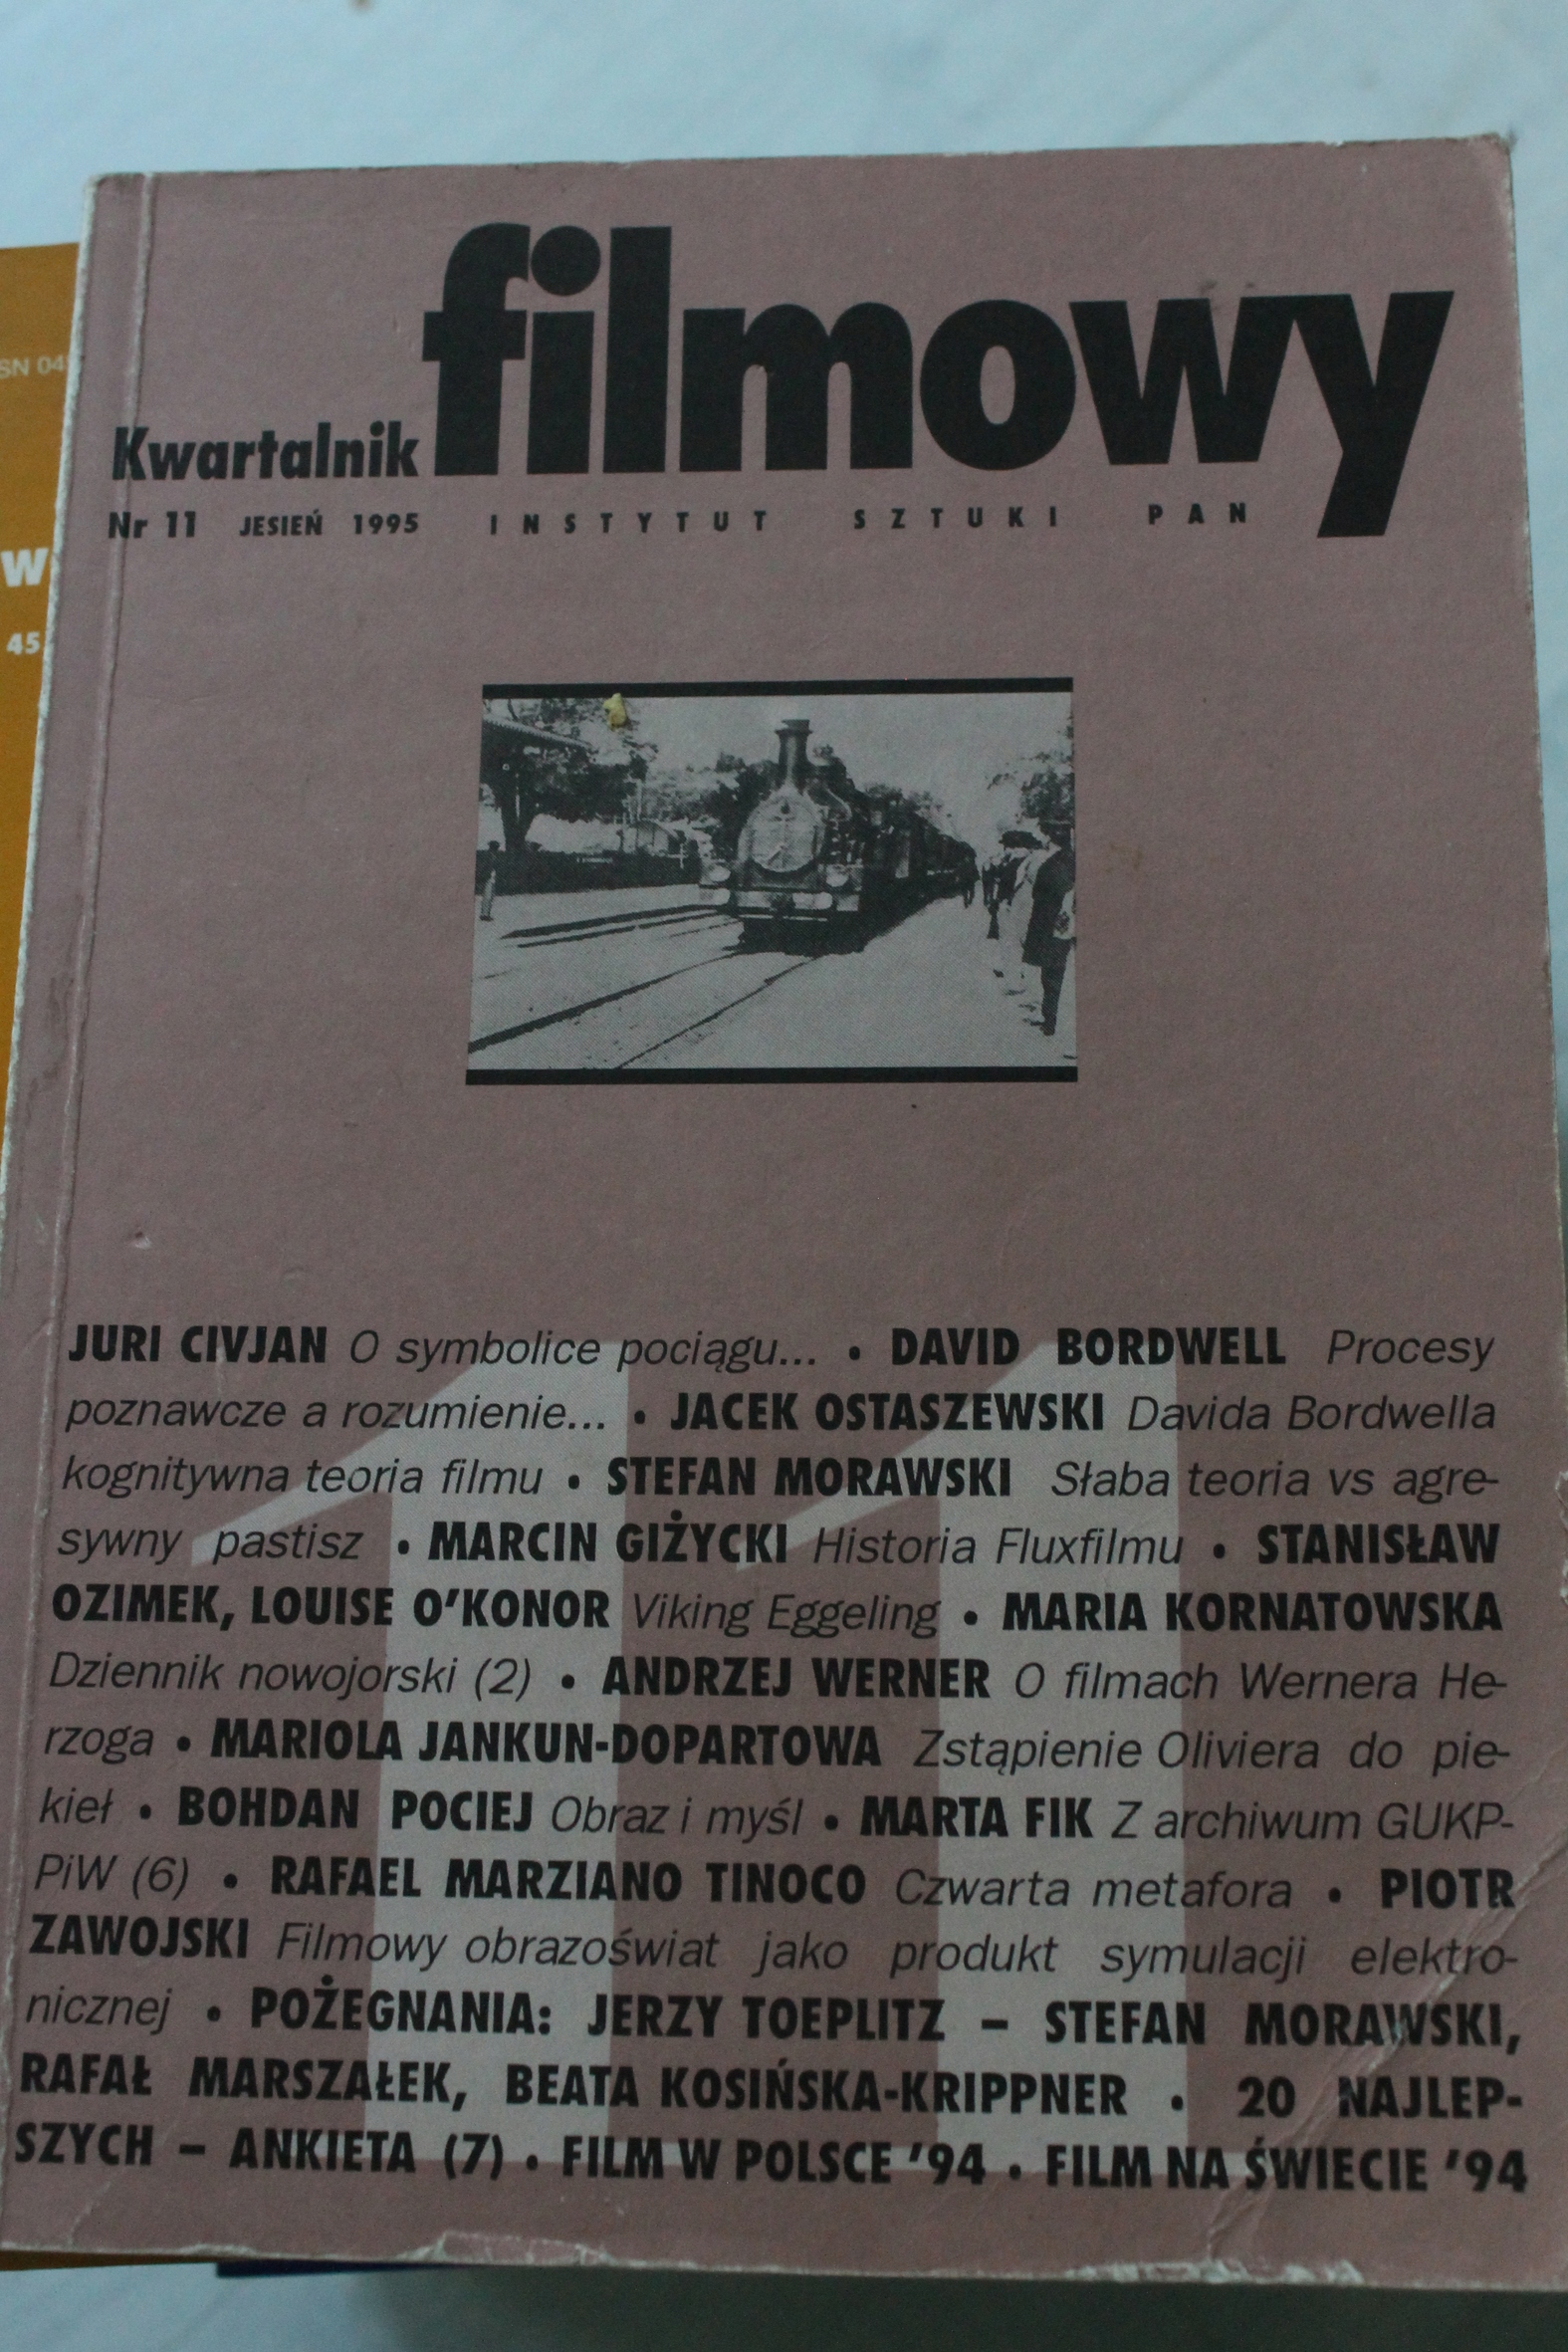 filmowy
Kwartalnik
Nr 11 JESIEŃ 1995 INSTYTUT SZTUKI PAN
SN 04
W
45
JURI CIVJAN O symbolice pociągu... • DAVID BORDWELL Procesy
poznawcze a rozumienie... • JACEK OSTASZEWSKI Davida Bordwella
kognitywna teoria filmu • STEFAN MORAWSKI Słaba teoria vs agre-
sywny pastisz • MARCIN GIŻYCKI Historia Fluxfilmu • STANISŁAW
OZIMEK, LOUISE O'KONOR Viking Eggeling • MARIA KORNATOWSKA
Dziennik nowojorski (2) • ANDRZEJ WERNER O filmach Wernera He-
rzoga • MARIOLA JANKUN-DOPARTOWA Zstąpienie Oliviera do pie-
kieł • BOHDAN POCIEJ Obraz i myśl • MARTA FIK Z archiwum GUKP-
PiW (6) • RAFAEL MARZIANO TINOCO Czwarta metafora • PIOTR
ZAWOJSKI Filmowy obrazoświat jako produkt symulacji elektro-
nicznej • POŻEGNANIA: JERZY TOEPLITZ – STEFAN MORAWSKI,
RAFAŁ MARSZAŁEK, BEATA KOSIŃSKA-KRIPPNER • 20 NAJLEP-
SZYCH – ANKIETA (7) • FILM W POLSCE '94 • FILM NA ŚWIECIE '94
11